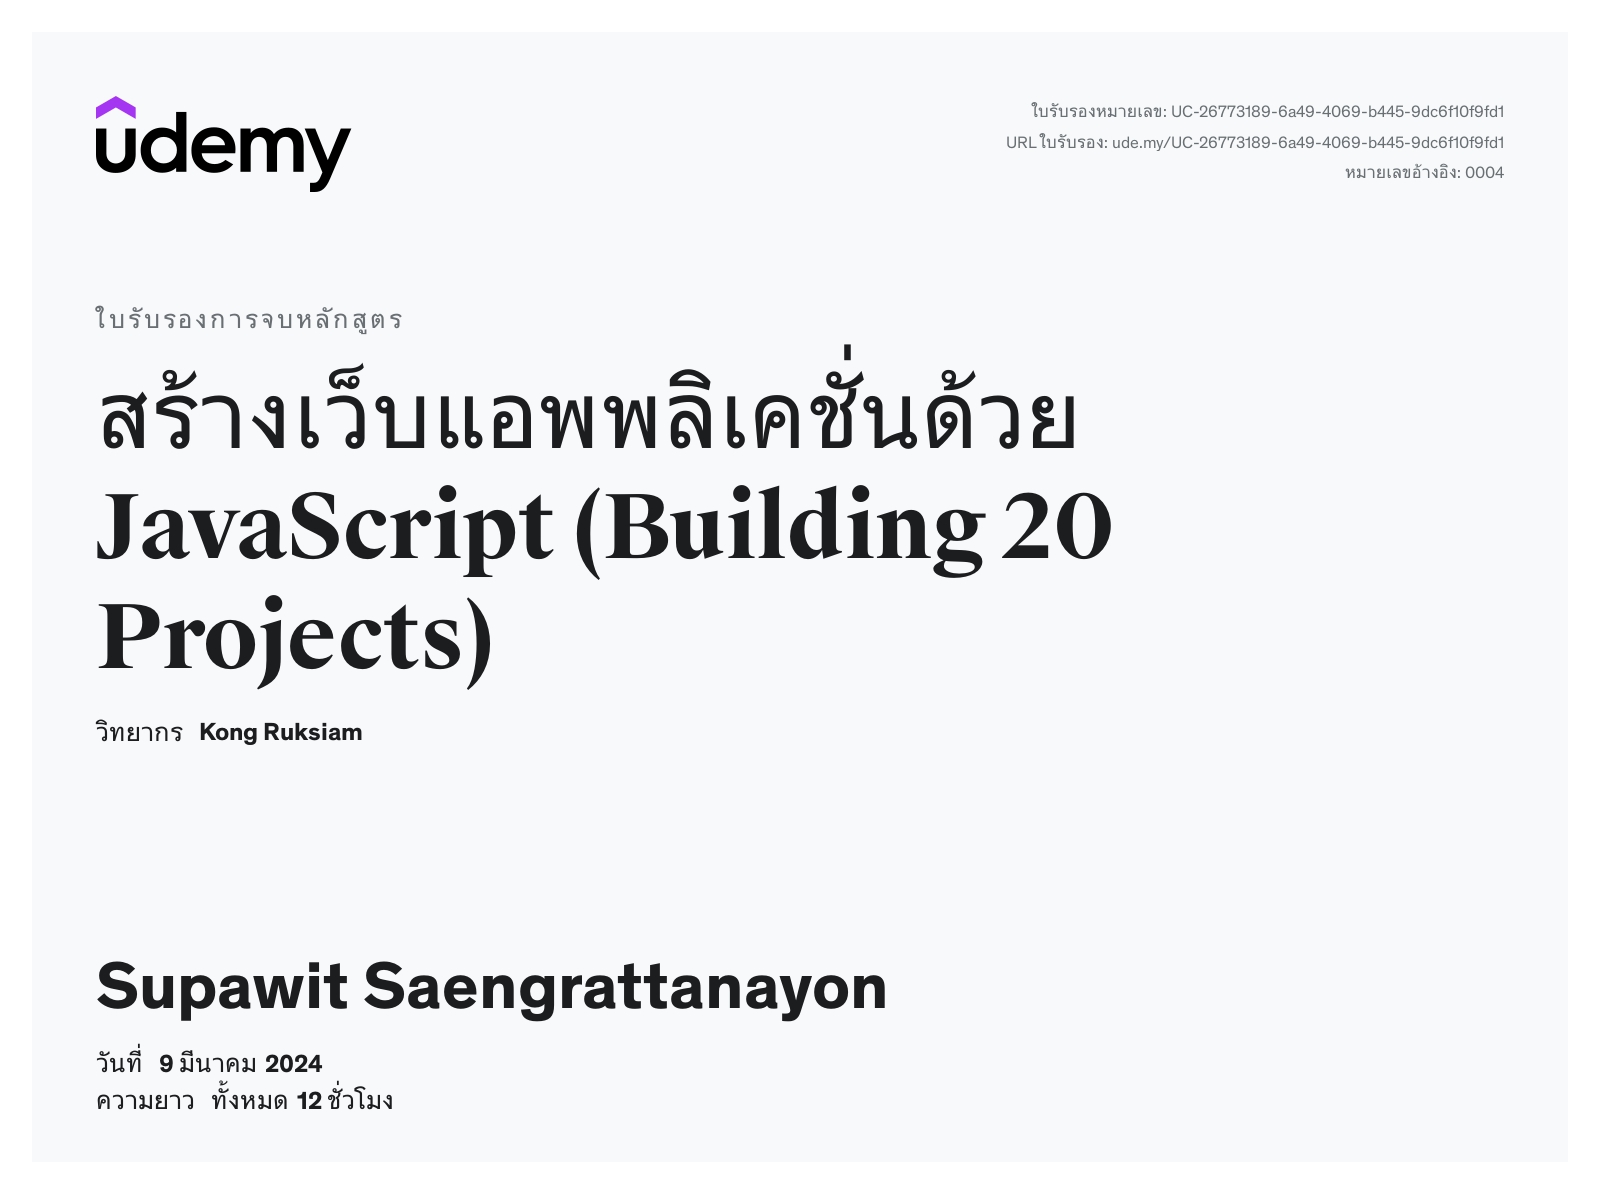 udemy
ใบรับรองหมายเลข: UC-26773189-6a49-4069-b445-9dc6f10f9fd1
URL ใบรับรอง: ude.my/UC-26773189-6a49-4069-b445-9dc6f10f9fd1
หมายเลขอ้างอิง: 0004
ใบรับรองการจบหลักสูตร
สร้างเว็บแอพพลิเคชั่นด้วย
JavaScript (Building 20
Projects)
วิทยากร Kong Ruksiam
Supawit Saengrattanayon
วันที่ 9 มีนาคม 2024
ความยาว ทั้งหมด 12 ชั่วโมง